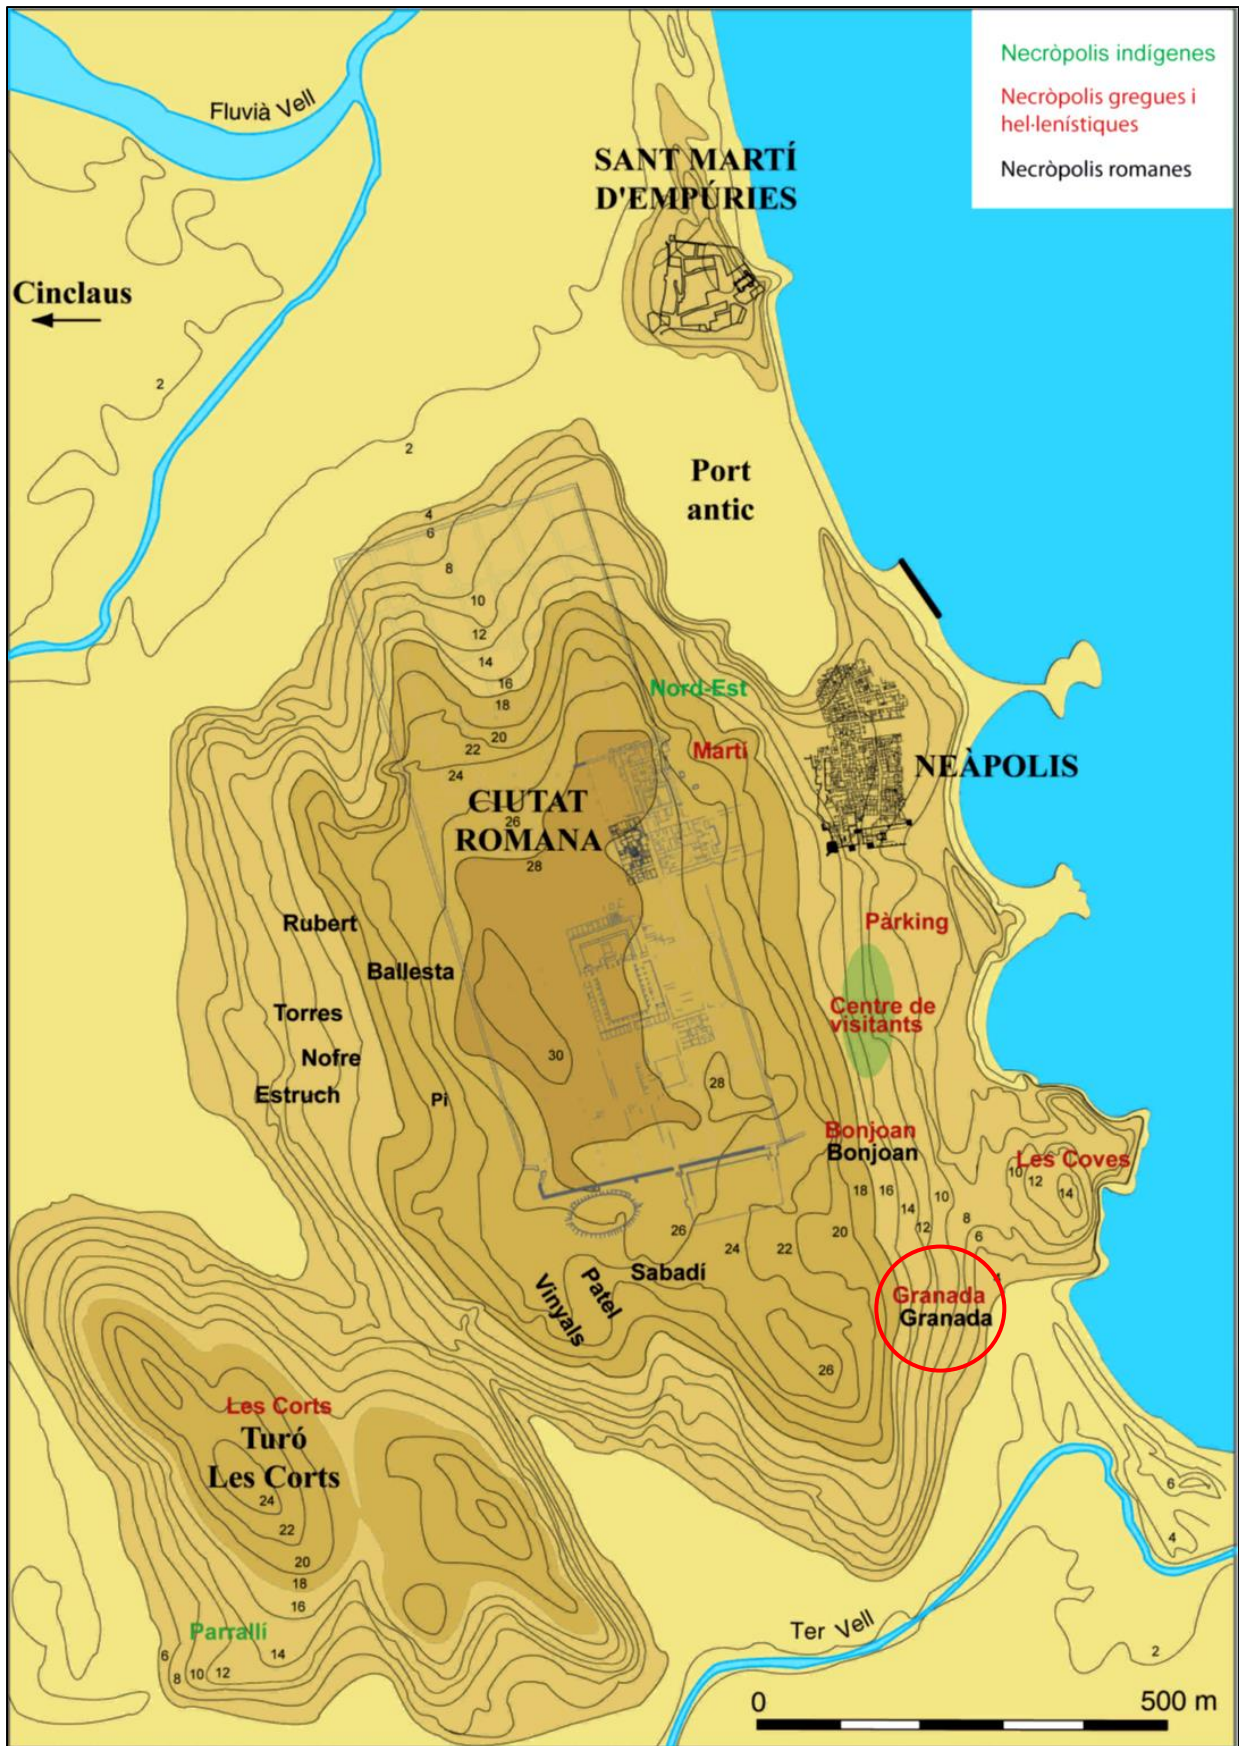 Necròpolis indígenes
Necròpolis gregues i
hel·lenístiques
Necròpolis romanes
Fluvià Vell
SANT MARTÍ
D'EMPÚRIES
Cinclaus
2
2
Port
antic
4
6
8
10
12
14
16
18
20
22
24
Nord-Est
Martí
NEÀPOLIS
CIUTAT
26
ROMANA
28
Rubert
Pàrking
Ballesta
Centre de
visitants
Torres
Nofre
30
Estruch
Pi
28
Bonjoan
Bonjoan
Les Coves
10
12
14
18
16
14
12
10
8
6
4
26
24
22
20
Sabadí
Patel
Vinyals
Granada
Granada
26
Les Corts
Turó
Les Corts
24
22
20
18
16
14
Parrallí
6
8
10
12
6
4
Ter Vell
2
0
500 m